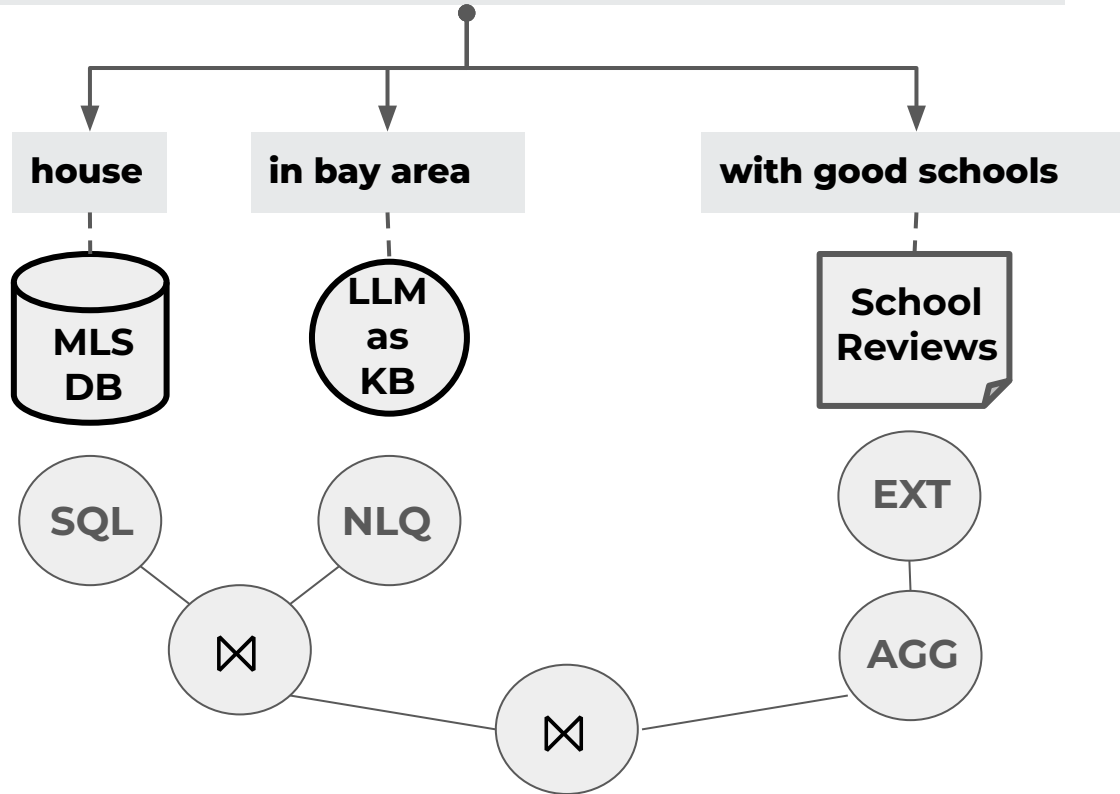 house
in bay area
with good schools
MLS
DB
LLM
as
KB
School
Reviews
SQL
NLQ
EXT
AGG
⋈
⋈